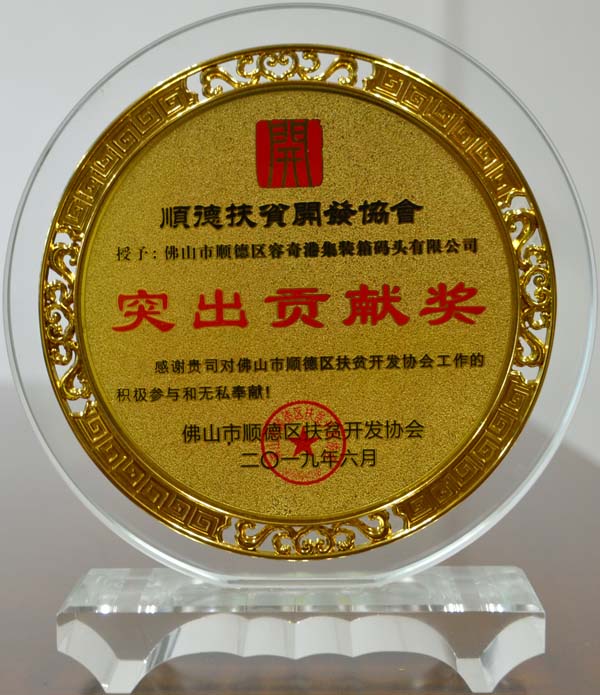 開
順德扶貧開發協會
授予：佛山市顺德区容奇港集装箱码头有限公司
突出贡献奖
感谢贵司对佛山市顺德区扶贫开发协会工作的
积极参与和无私奉献！
佛山市顺德区扶贫开发协会
二〇一九年六月